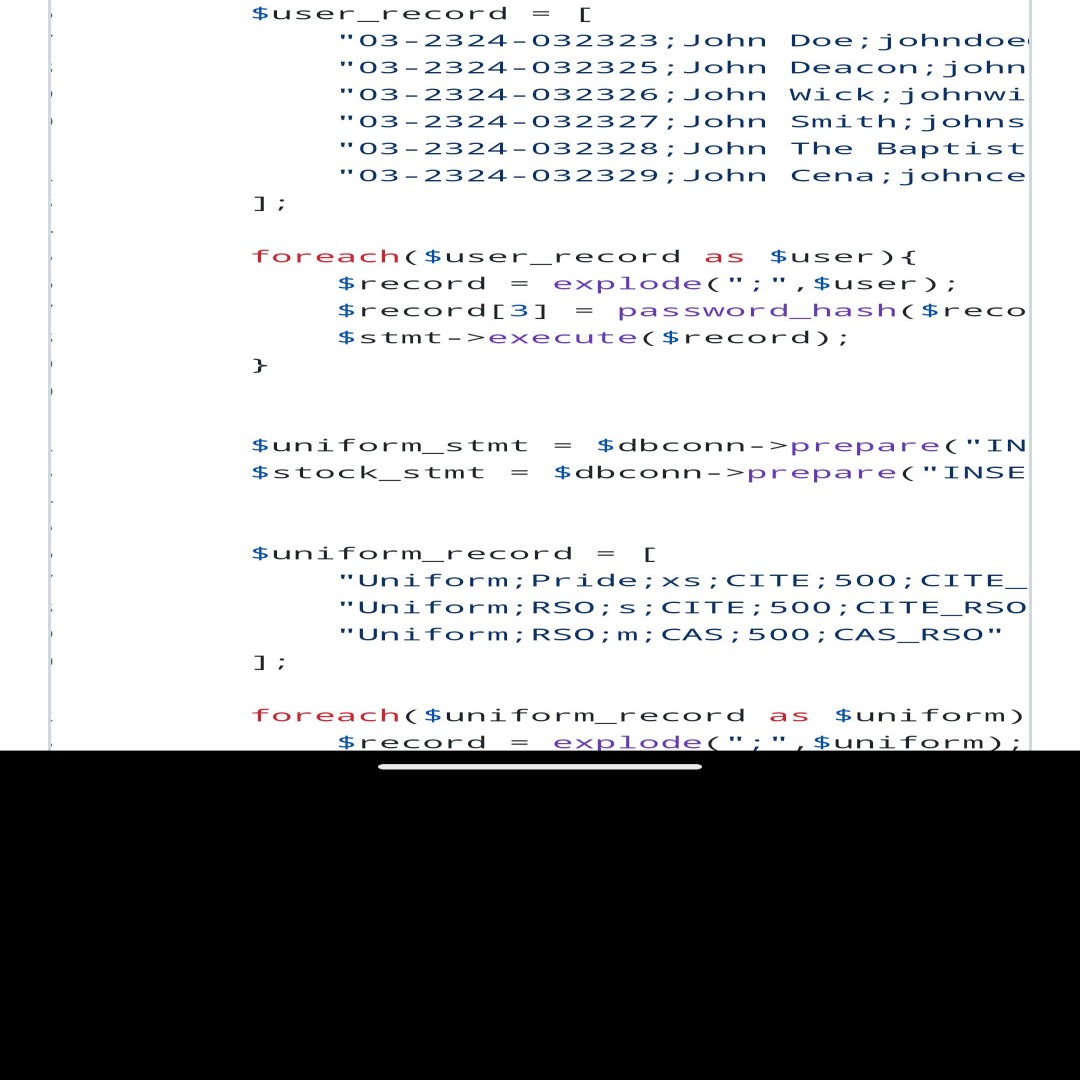 $user_record = [
"03-2324-032323;John Doe;johndoe
"03-2324-032325;John Deacon;john
"03-2324-032326;John Wick;johnwi
"03-2324-032327;John Smith;johns
"03-2324-032328;John The Baptist
"03-2324-032329;John Cena;johnce
];
foreach($user_record as $user){
$record = explode(";",$user);
$record[3] = password_hash($reco
$stmt->execute($record);
}
$uniform_stmt = $dbconn->prepare("IN
$stock_stmt = $dbconn->prepare("INSE
$uniform_record = [
"Uniform;Pride;xs;CITE;500;CITE_
"Uniform;RSO;s;CITE;500;CITE_RSO
"Uniform;RSO;m;CAS;500;CAS_RSO"
];
foreach($uniform_record as $uniform)
$record = explode(";",$uniform);